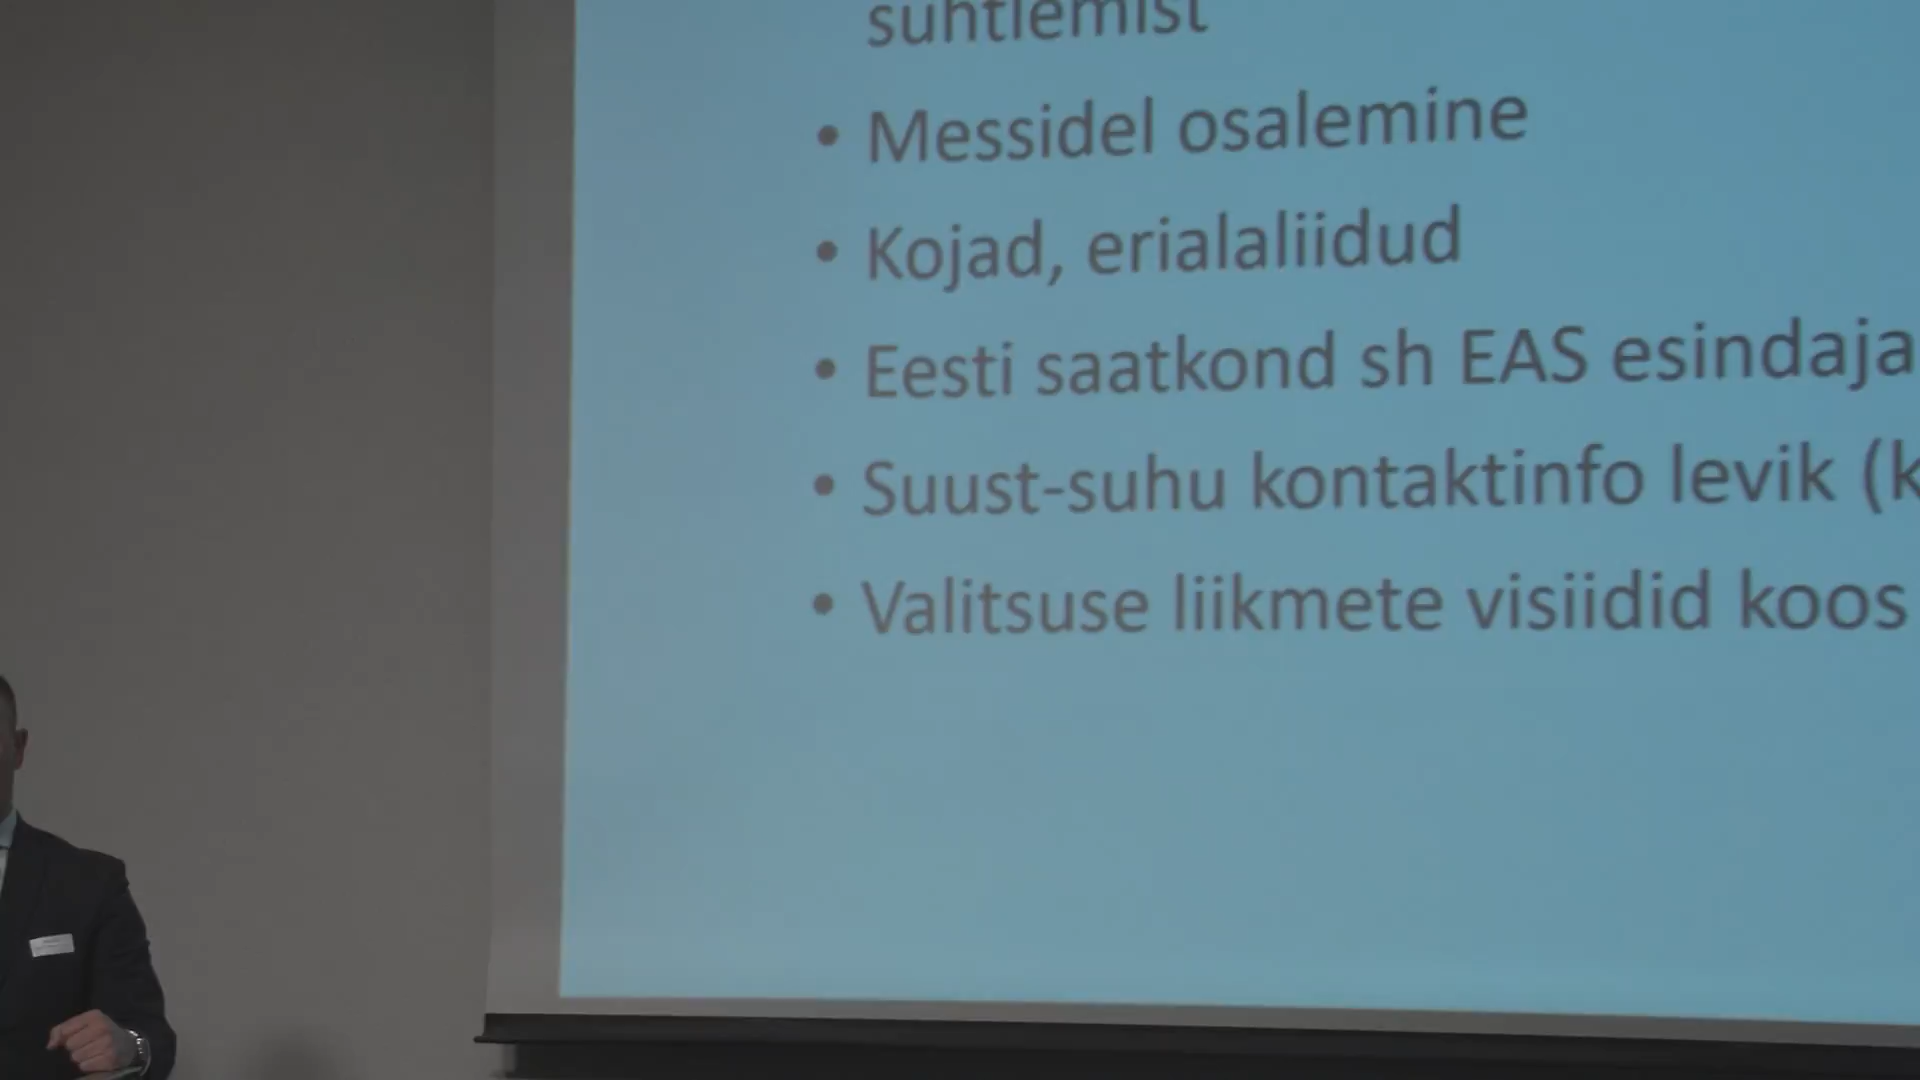 suhtlemist
• Messidel osalemine
• Kojad, erialaliidud
• Eesti saatkond sh EAS esindaja
• Suust-suhu kontaktinfo levik (k
• Valitsuse liikmete visiidid koos